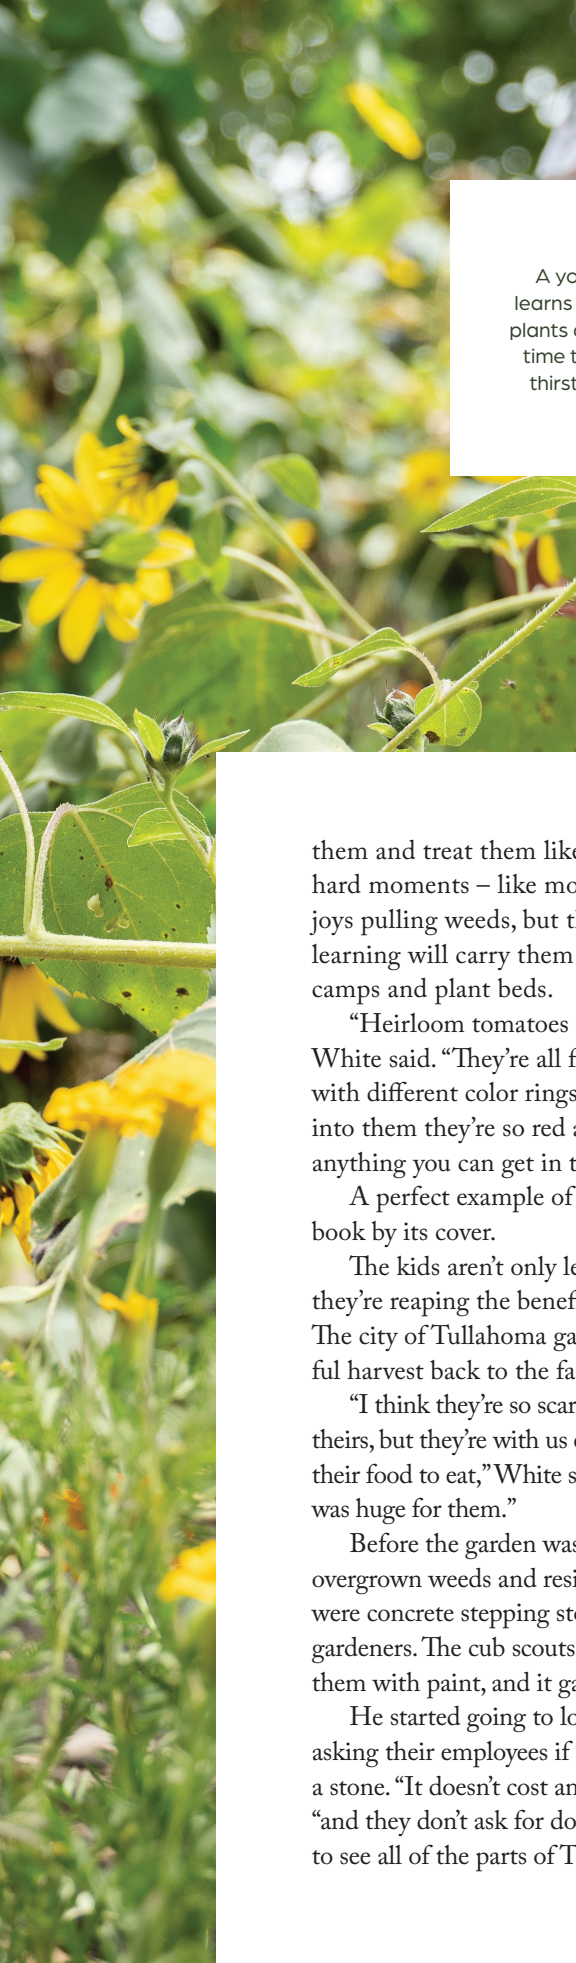 A yo
learns
plants
time t
thirst
them and treat them like
hard moments – like mo
joys pulling weeds, but th
learning will carry them
camps and plant beds.
“Heirloom tomatoes
White said. “They’re all f
with different color rings
into them they’re so red a
anything you can get in t
A perfect example of
book by its cover.
The kids aren’t only le
they’re reaping the benef
The city of Tullahoma ga
ful harvest back to the fa
“I think they’re so scar
theirs, but they’re with us
their food to eat,” White s
was huge for them.”
Before the garden was
overgrown weeds and resi
were concrete stepping sto
gardeners. The cub scouts
them with paint, and it ga
He started going to lo
asking their employees if
a stone. “It doesn’t cost an
“and they don’t ask for do
to see all of the parts of T